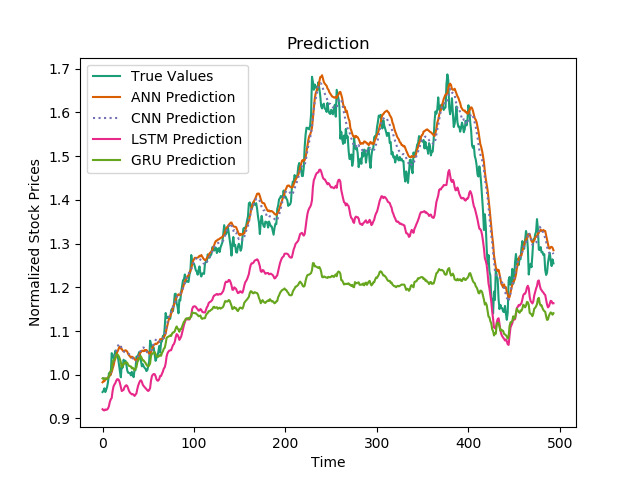 Prediction
True Values
ANN Prediction
CNN Prediction
LSTM Prediction
GRU Prediction
Normalized Stock Prices
1.7
1.6
1.5
1.4
1.3
1.2
1.1
1.0
0.9
0
100
200
300
400
500
Time